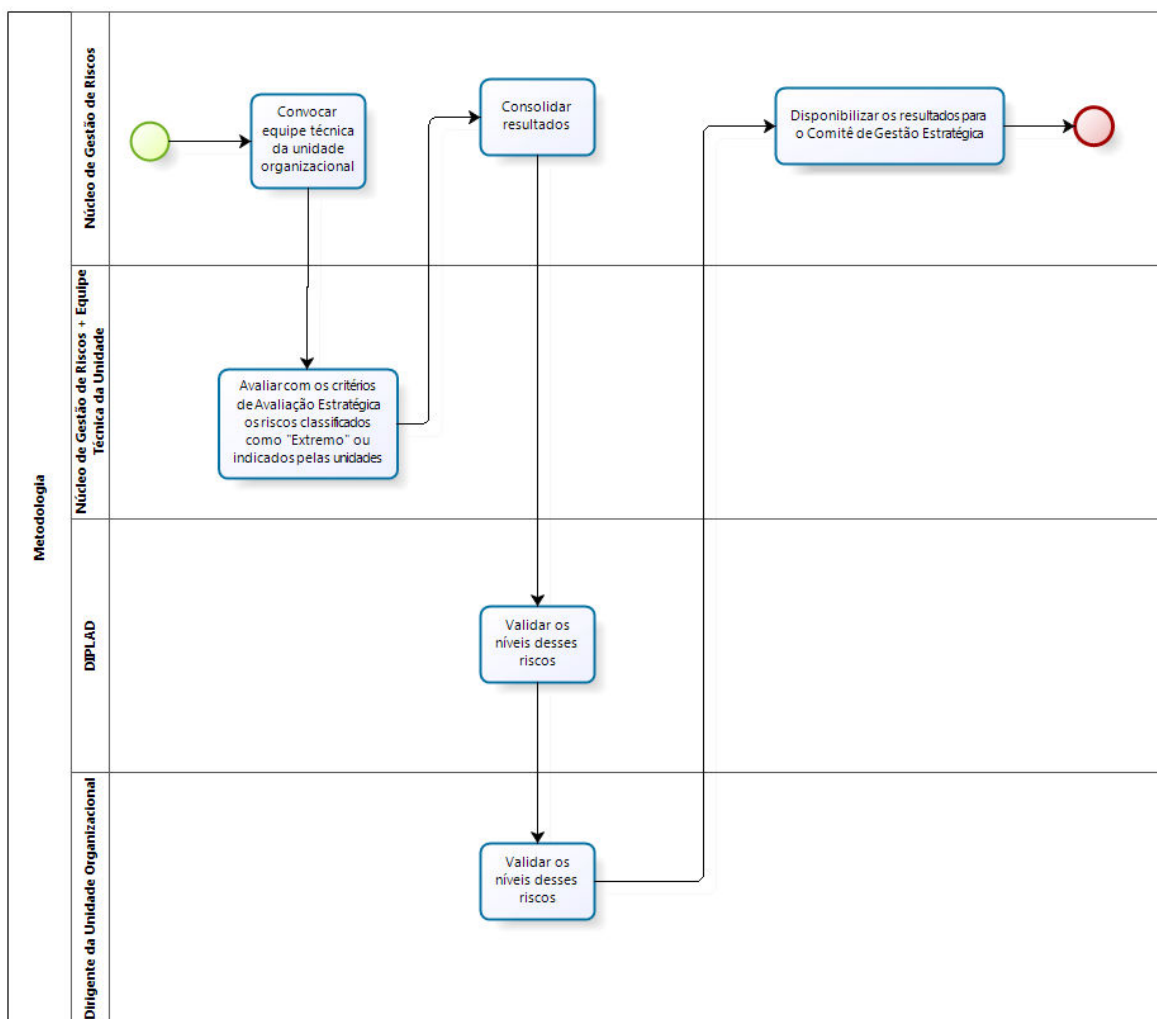 Metodologia
Núcleo de Gestão de Riscos
Convocar
equipe técnica
da unidade
organizacional
Consolidar
resultados
Disponibilizar os resultados para
o Comitê de Gestão Estratégica
Núcleo de Gestão de Riscos + Equipe
Técnica da Unidade
Avaliar com os critérios
de Avaliação Estratégica
os riscos classificados
como "Extremo" ou
indicados pelas unidades
DIPLAD
Validar os
níveis desses
riscos
Dirigente da Unidade Organizacional
Validar os
níveis desses
riscos